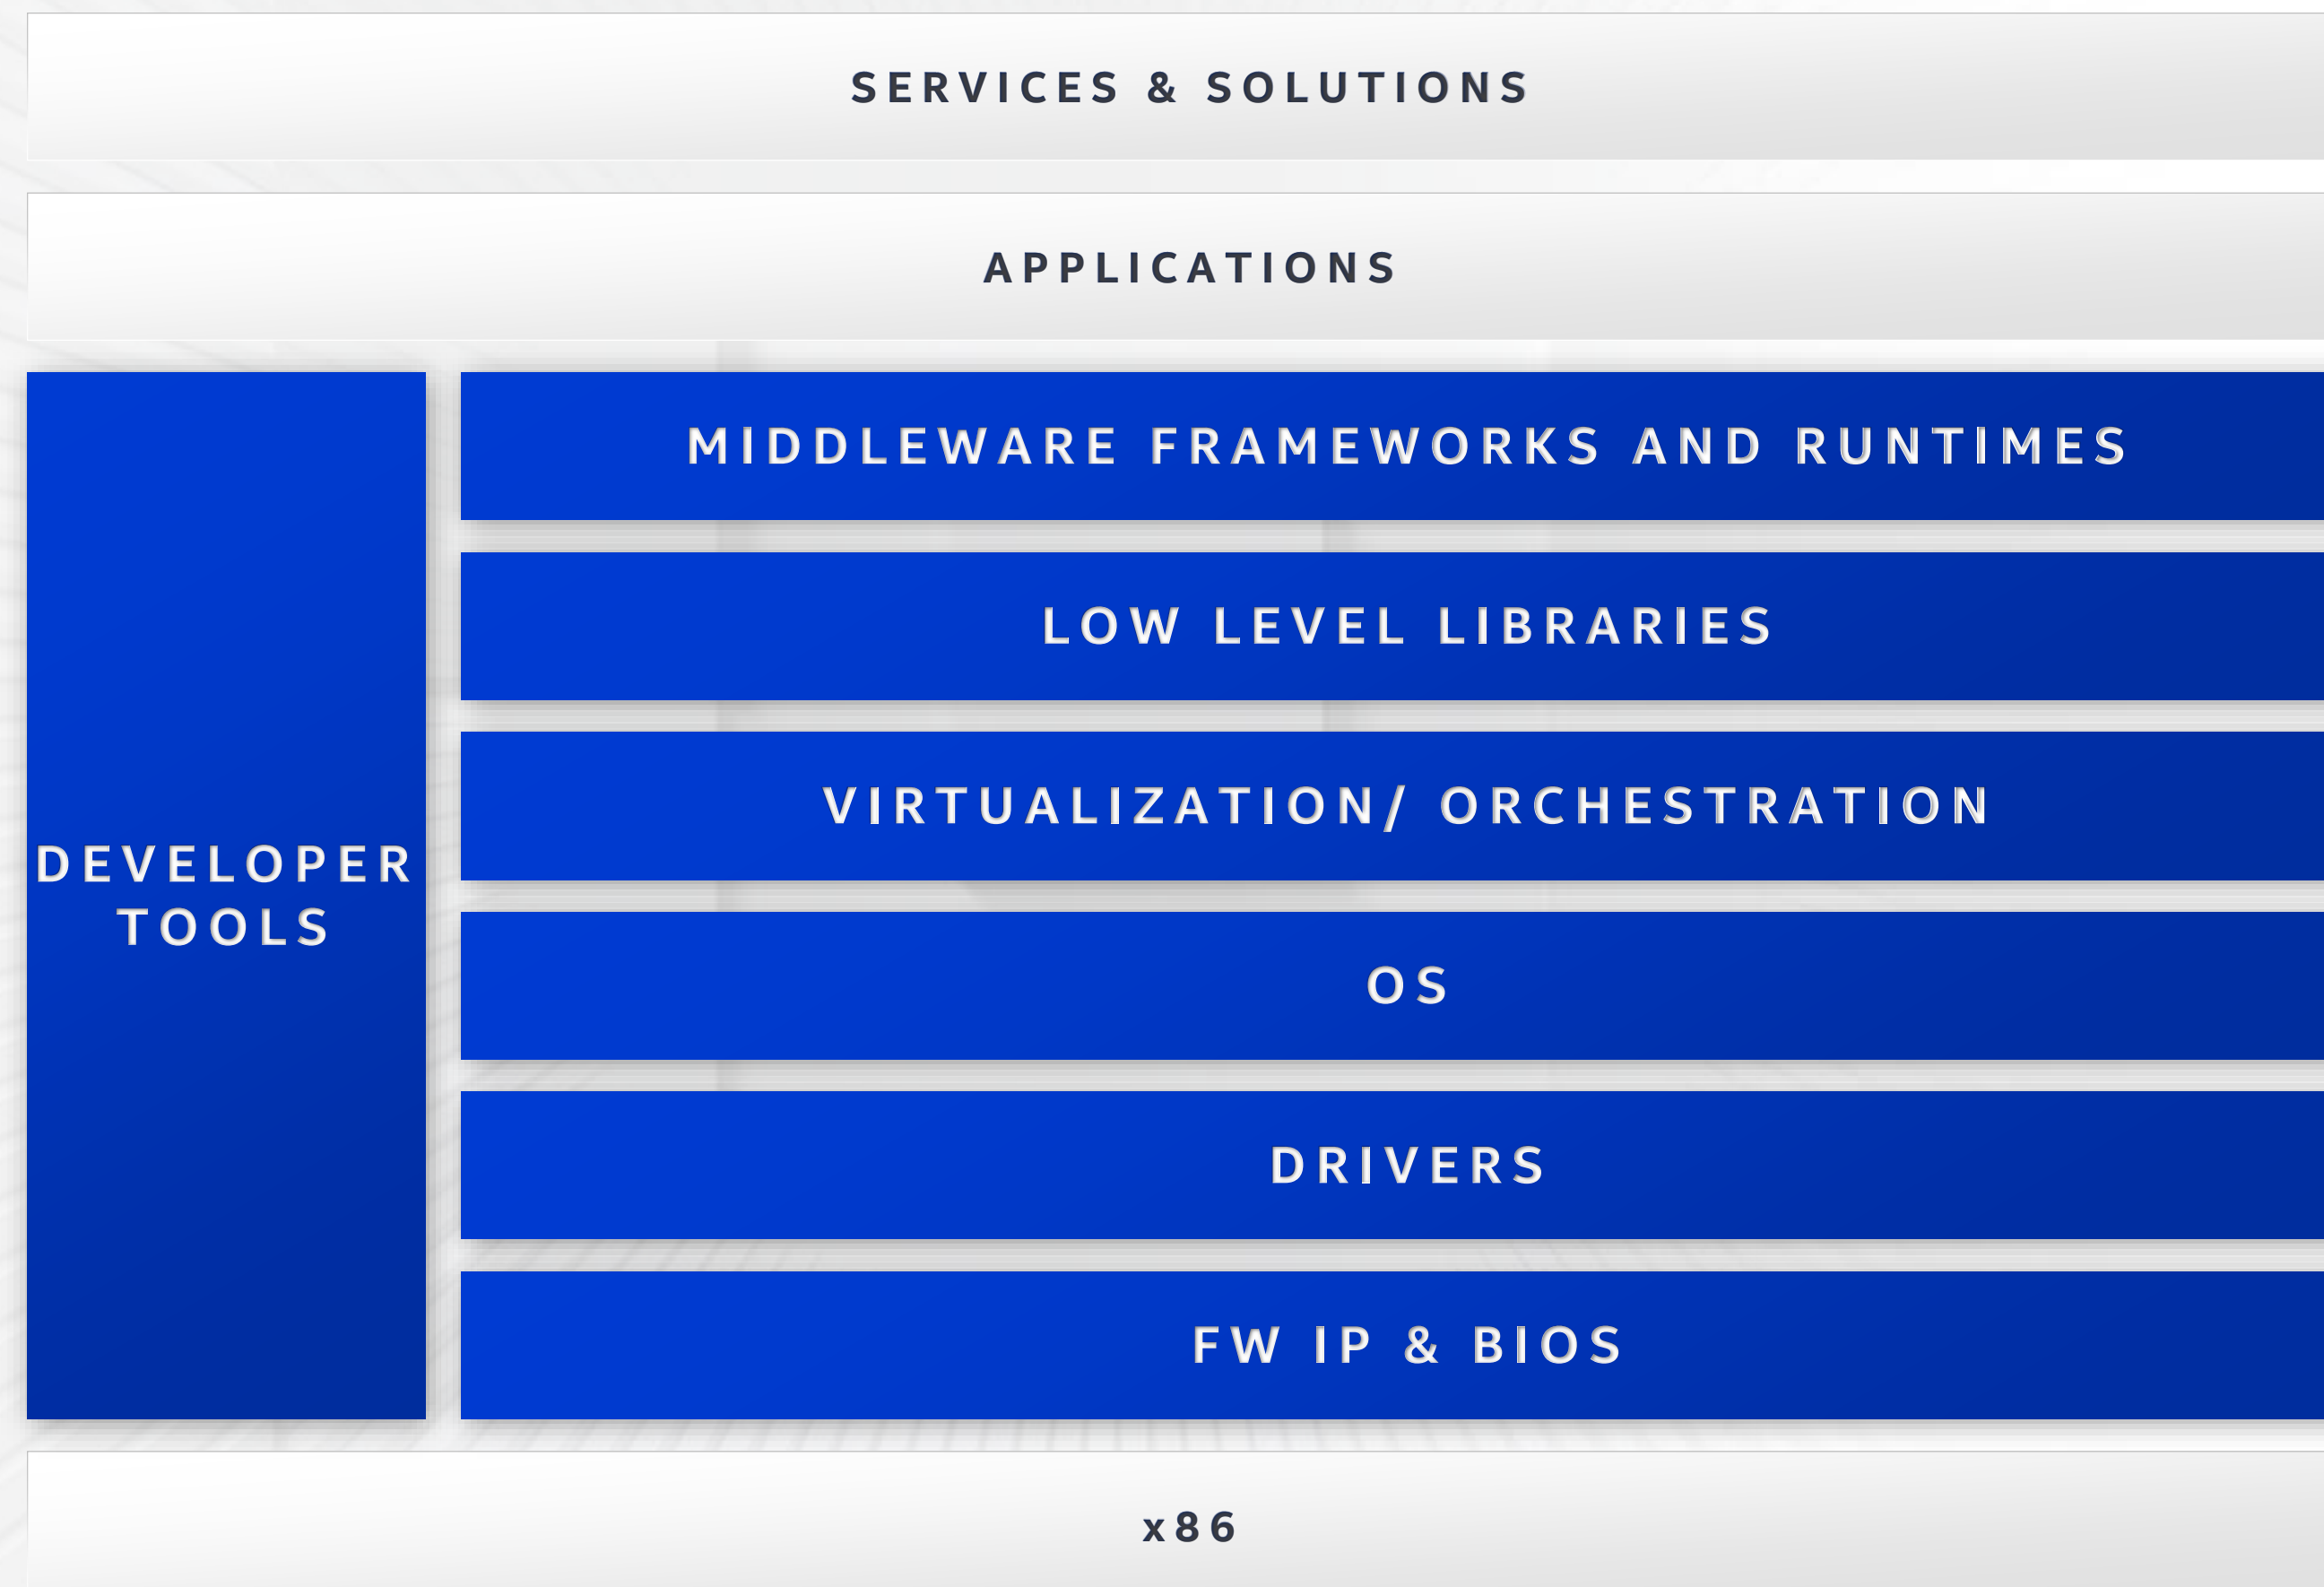 SERVICES & SOLUTIONS
APPLICATIONS
MIDDLEWARE FRAMEWORKS AND RUNTIMES
LOW LEVEL LIBRARIES
VIRTUALIZATION/ ORCHESTRATION
DEVELOPER
TOOLS
OS
DRIVERS
FW IP & BIOS
x86